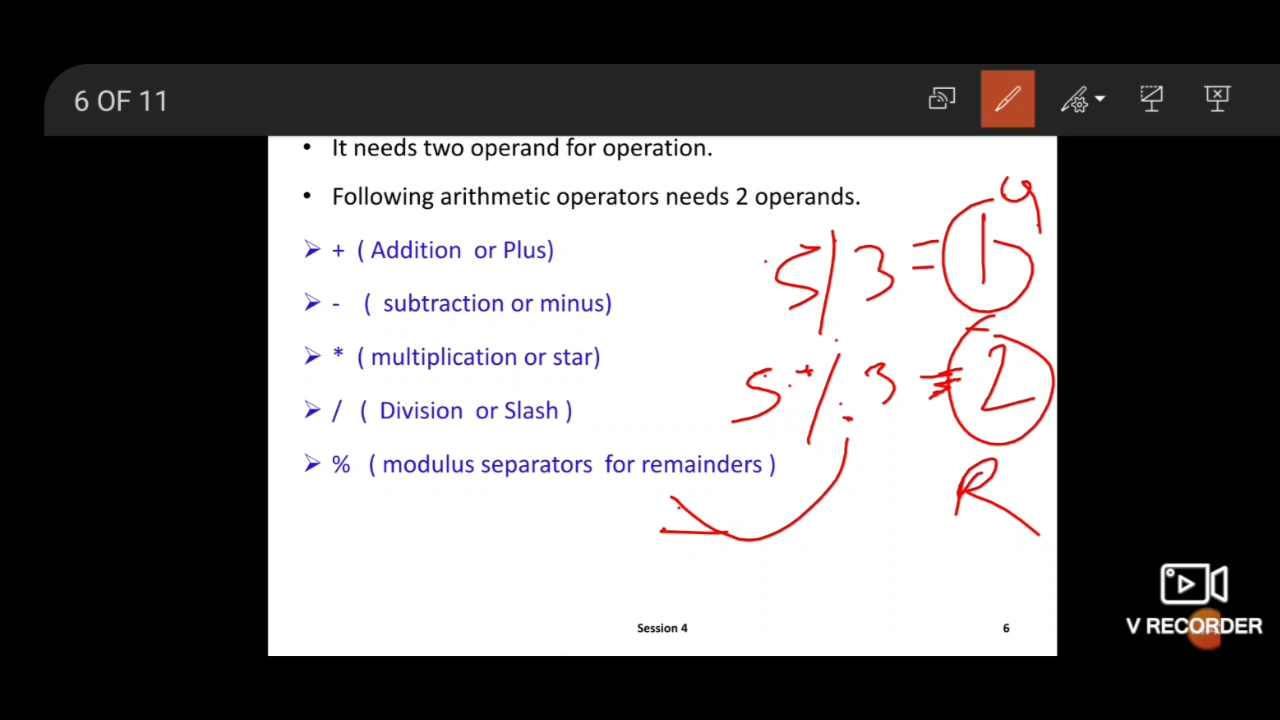 6 OF 11
• It needs two operand for operation.
• Following arithmetic operators needs 2 operands.
➢ + ( Addition or Plus)
➢ - ( subtraction or minus)
➢ * ( multiplication or star)
➢ / ( Division or Slash )
➢ % ( modulus separators for remainders )
q
5/3 = 1
5 % 3 = 2
R
Session 4
6
V RECORDER